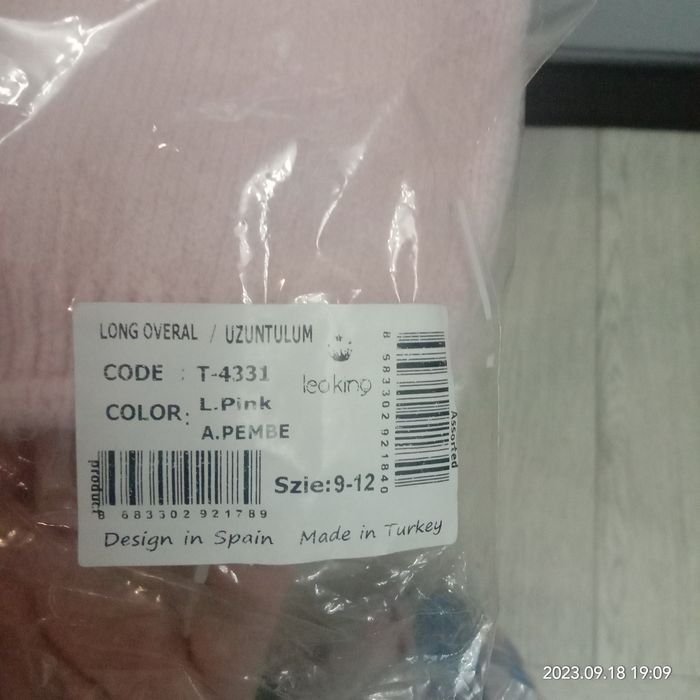 LONG OVERAL / UZUNTULUM
CODE : T-4331
leoking
COLOR: L.Pink
A.PEMBE
8 683302 921840
Assorted
product
Szie:9-12
8 683302 921789
Design in Spain Made in Turkey
2023.09.18 19:09